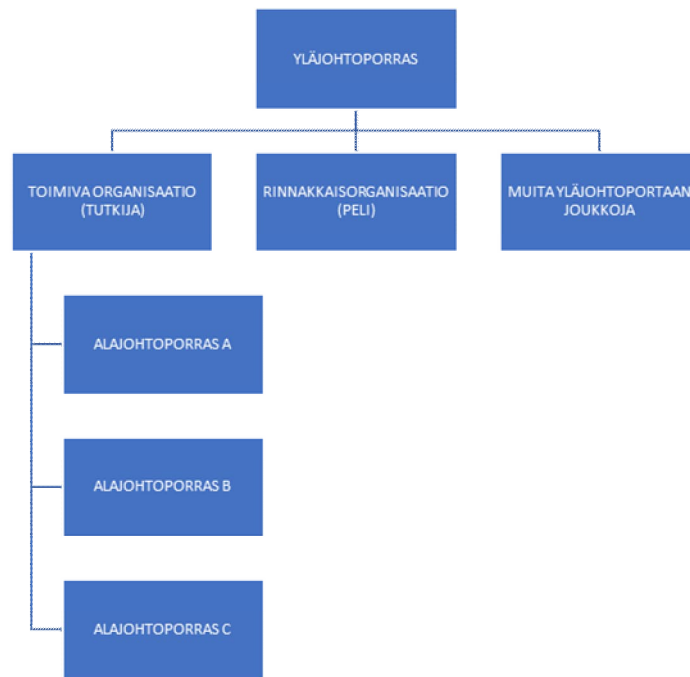 YLÄJOHTOPORRAS
TOIMIVA ORGANISAATIO
(TUTKIJA)
RINNAKKAISORGANISAATIO
(PELI)
MUITA YLÄJOHTOPORTAAN
JOUKKOJA
ALAJOHTOPORRAS A
ALAJOHTOPORRAS B
ALAJOHTOPORRAS C